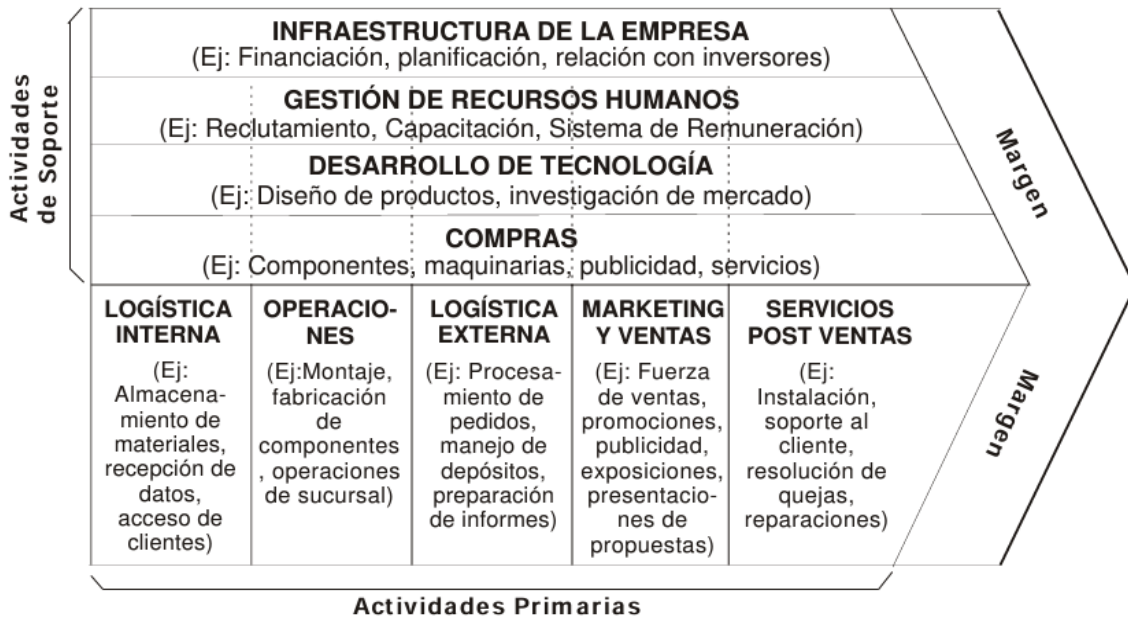 Actividades
de Soporte
INFRAESTRUCTURA DE LA EMPRESA
(Ej: Financiación, planificación, relación con inversores)
GESTIÓN DE RECURSOS HUMANOS
(Ej: Reclutamiento, Capacitación, Sistema de Remuneración)
DESARROLLO DE TECNOLOGÍA
(Ej: Diseño de productos, investigación de mercado)
COMPRAS
(Ej: Componentes, maquinarias, publicidad, servicios)
Margen
LOGÍSTICA
INTERNA
(Ej:
Almacena-
miento de
materiales,
recepción de
datos,
acceso de
clientes)
OPERACIO-
NES
(Ej:Montaje,
fabricación
de
componentes
, operaciones
de sucursal)
LOGÍSTICA
EXTERNA
(Ej: Procesa-
miento de
pedidos,
manejo de
depósitos,
preparación
de informes)
MARKETING
Y VENTAS
(Ej: Fuerza
de ventas,
promociones,
publicidad,
exposiciones,
presentacio-
nes de
propuestas)
SERVICIOS
POST VENTAS
(Ej:
Instalación,
soporte al
cliente,
resolución de
quejas,
reparaciones)
Margen
Actividades Primarias